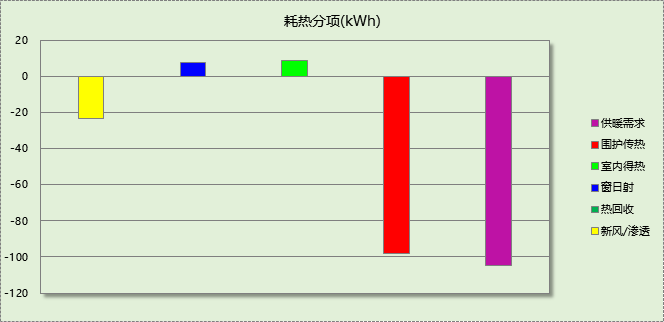 耗热分项(kWh)
20
0
-20
-40
-60
-80
-100
-120
供暖需求
围护传热
室内得热
窗日射
热回收
新风/渗透